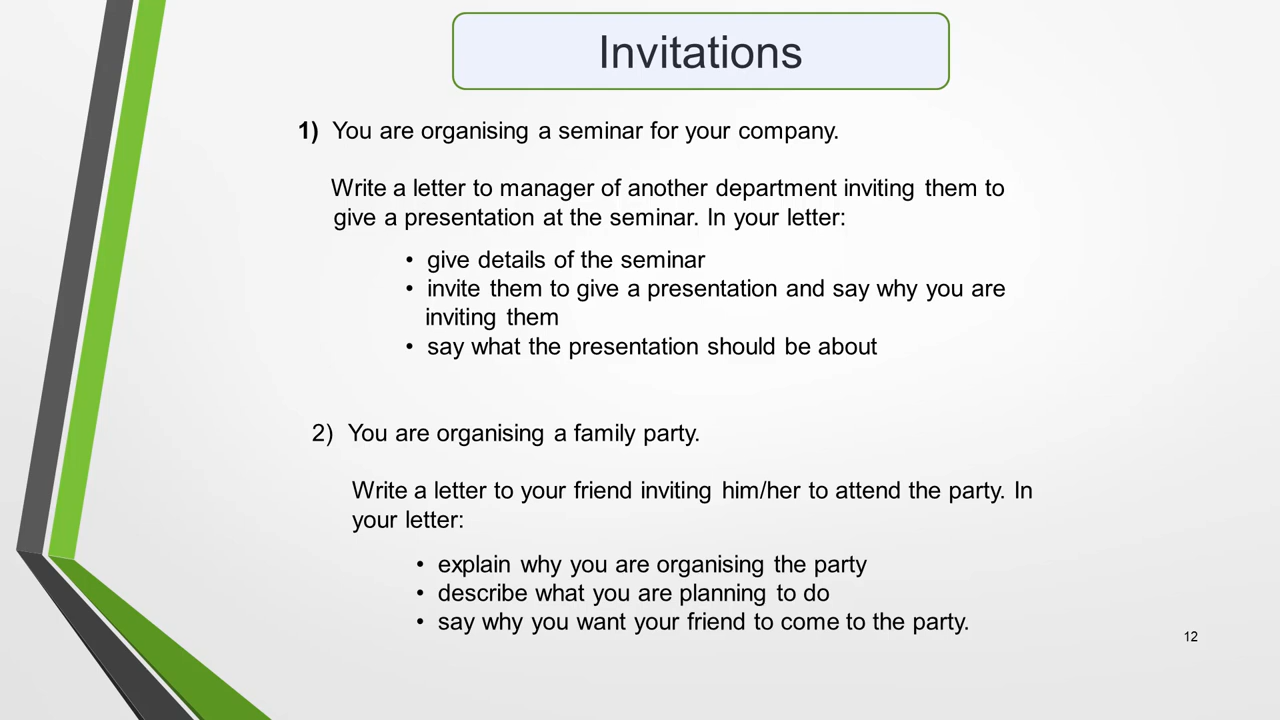 Invitations
1) You are organising a seminar for your company.
Write a letter to manager of another department inviting them to
give a presentation at the seminar. In your letter:
• give details of the seminar
• invite them to give a presentation and say why you are
inviting them
• say what the presentation should be about
2) You are organising a family party.
Write a letter to your friend inviting him/her to attend the party. In
your letter:
• explain why you are organising the party
• describe what you are planning to do
• say why you want your friend to come to the party.
12